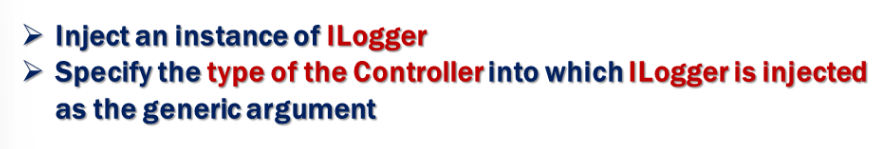 ➢ Inject an instance of ILogger
➢ Specify the type of the Controller into which ILogger is injected
as the generic argument